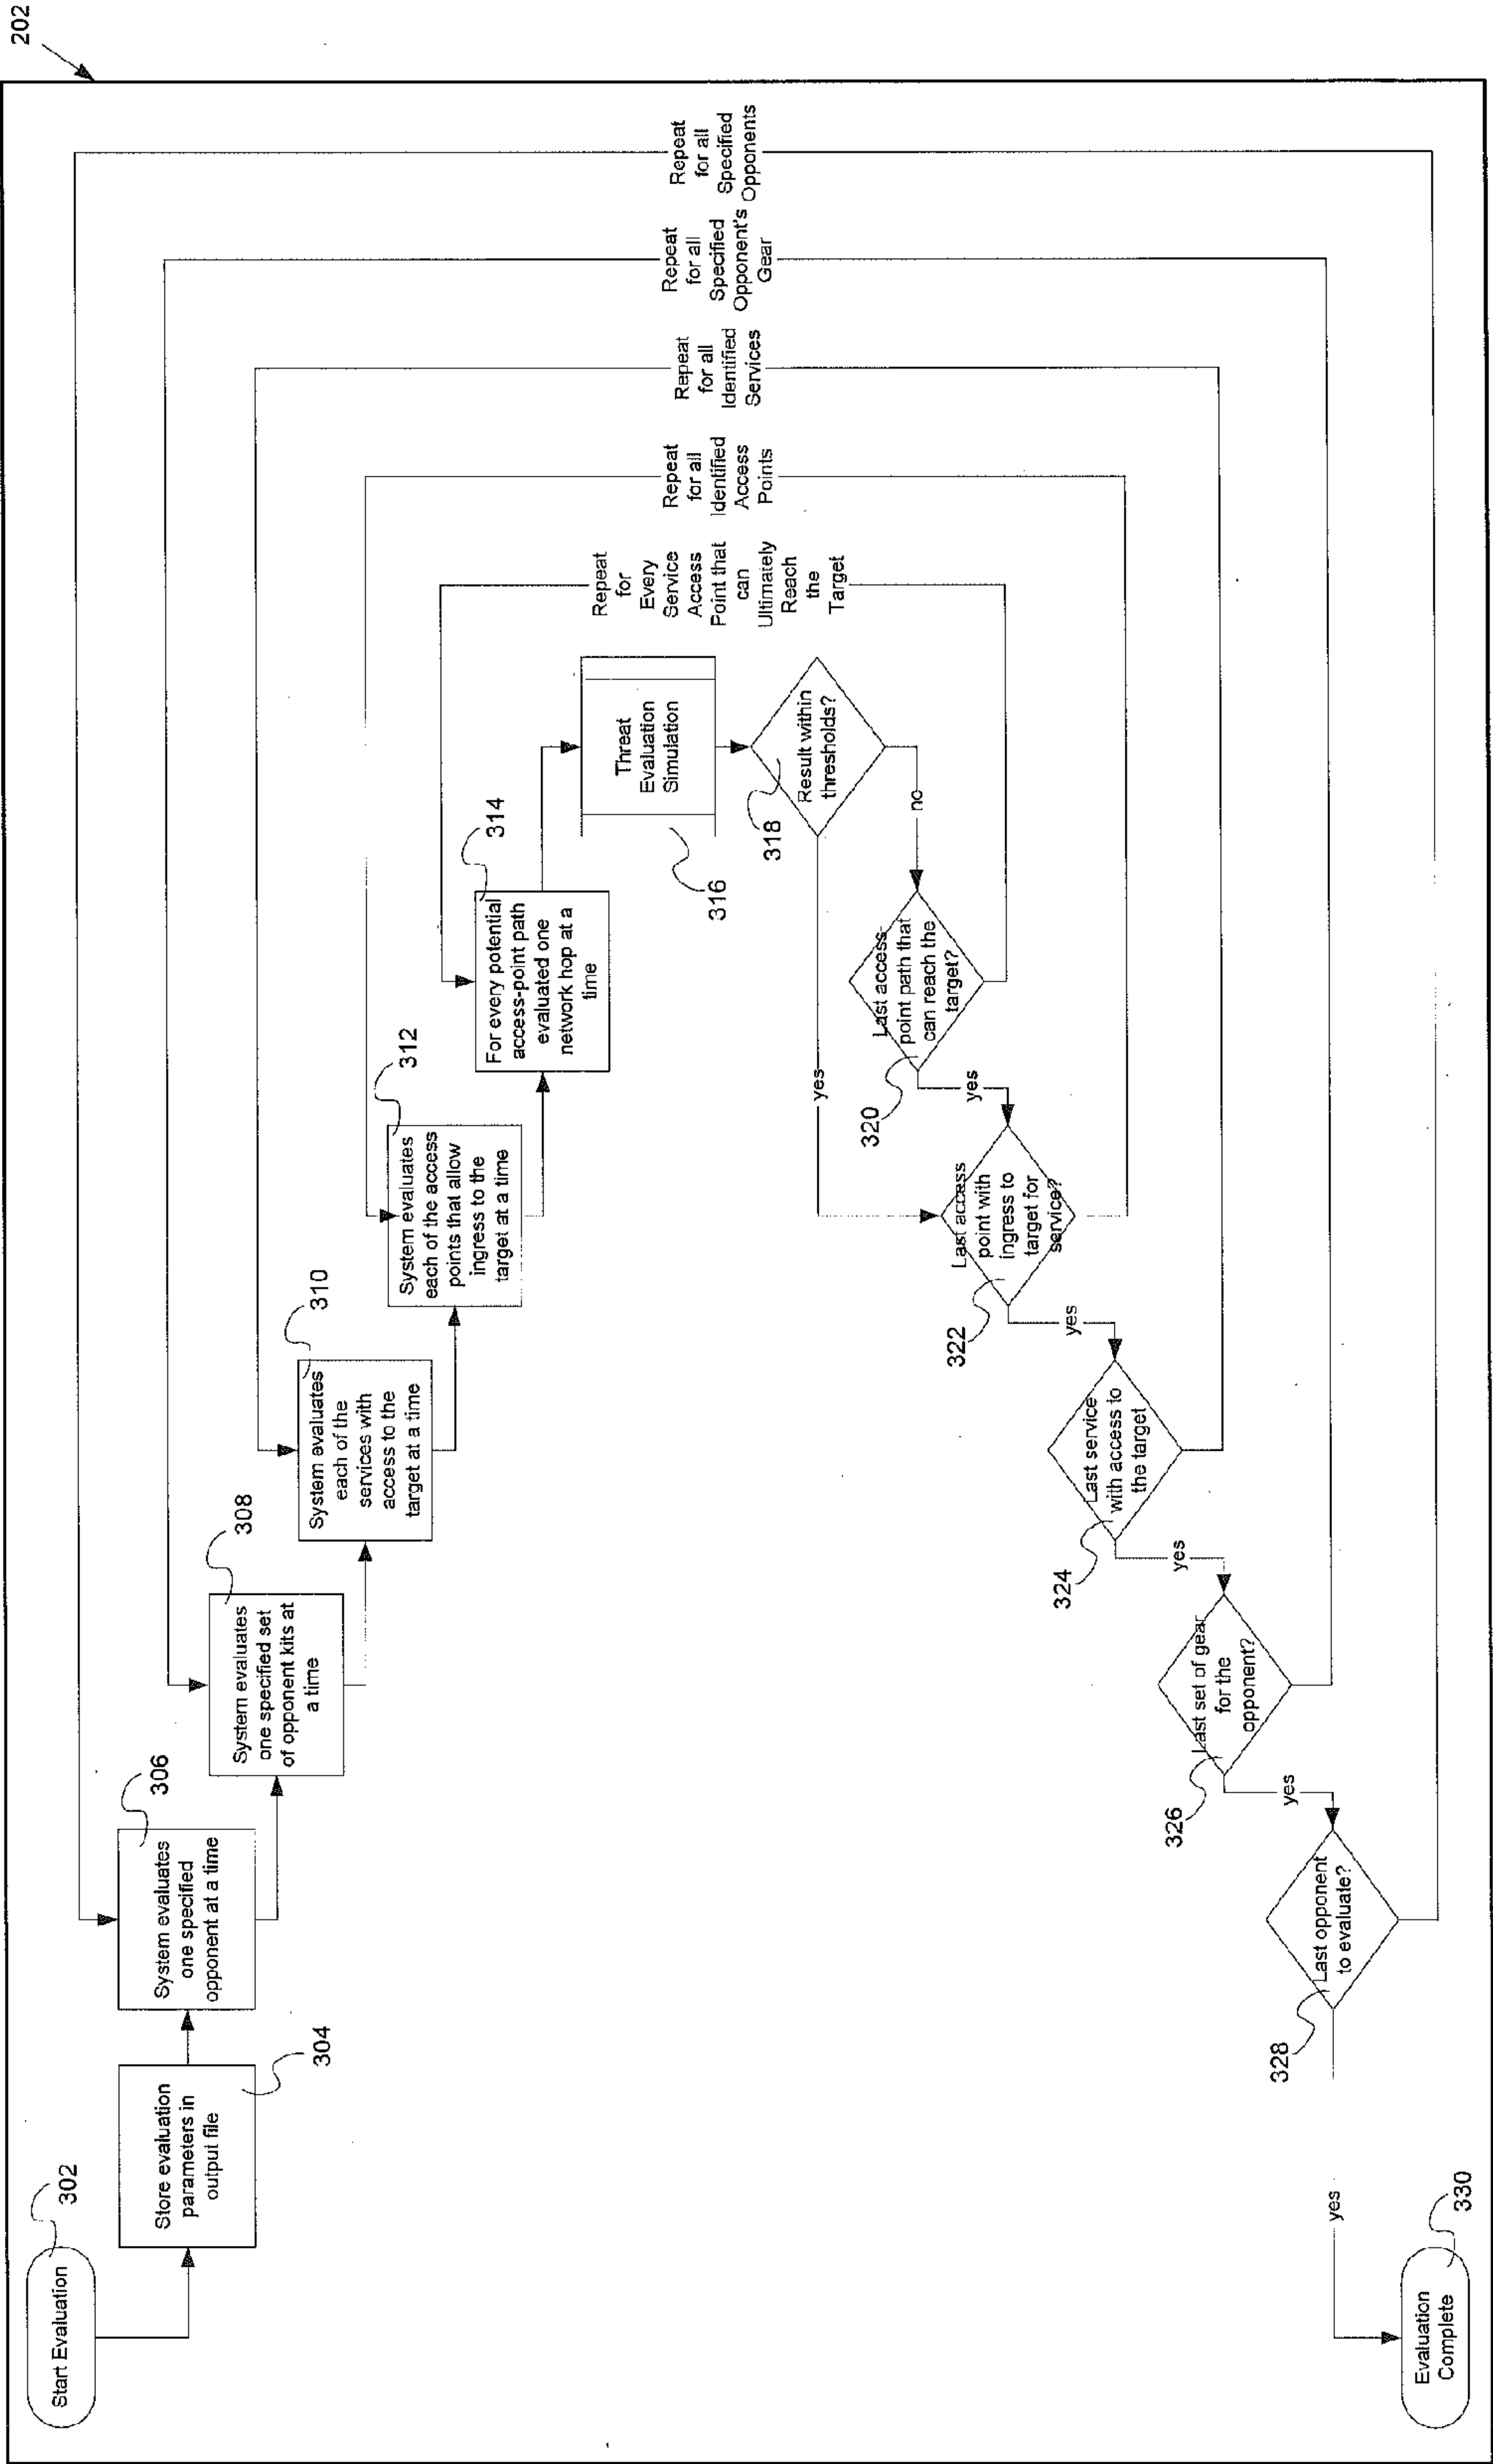 202
302
Start Evaluation
Store evaluation
parameters in
output file
304
306
System evaluates
one specified
opponent at a time
308
System evaluates
one specified set
of opponent kits at
a time
310
System evaluates
each of the
services with
access to the
target at a time
312
System evaluates
each of the access
points that allow
ingress to the
target at a time
314
For every potential
access-point path
evaluated one
network hop at a
time
Threat
Evaluation
Simulation
316
318
Result within
thresholds?
no
yes
Last access-
point path that
can reach the
target?
320
yes
Last access
point with
ingress to
target for
service?
322
yes
Last service
with access to
the target
324
yes
Last set of gear
for the
opponent?
326
yes
Last opponent
to evaluate?
328
yes
330
Evaluation
Complete
Repeat
for
Every
Service
Access
Point that
can
Ultimately
Reach
the
Target
Repeat
for all
Identified
Access
Points
Repeat
for all
Identified
Services
Repeat
for all
Specified
Opponent's
Gear
Repeat
for all
Specified
Opponents